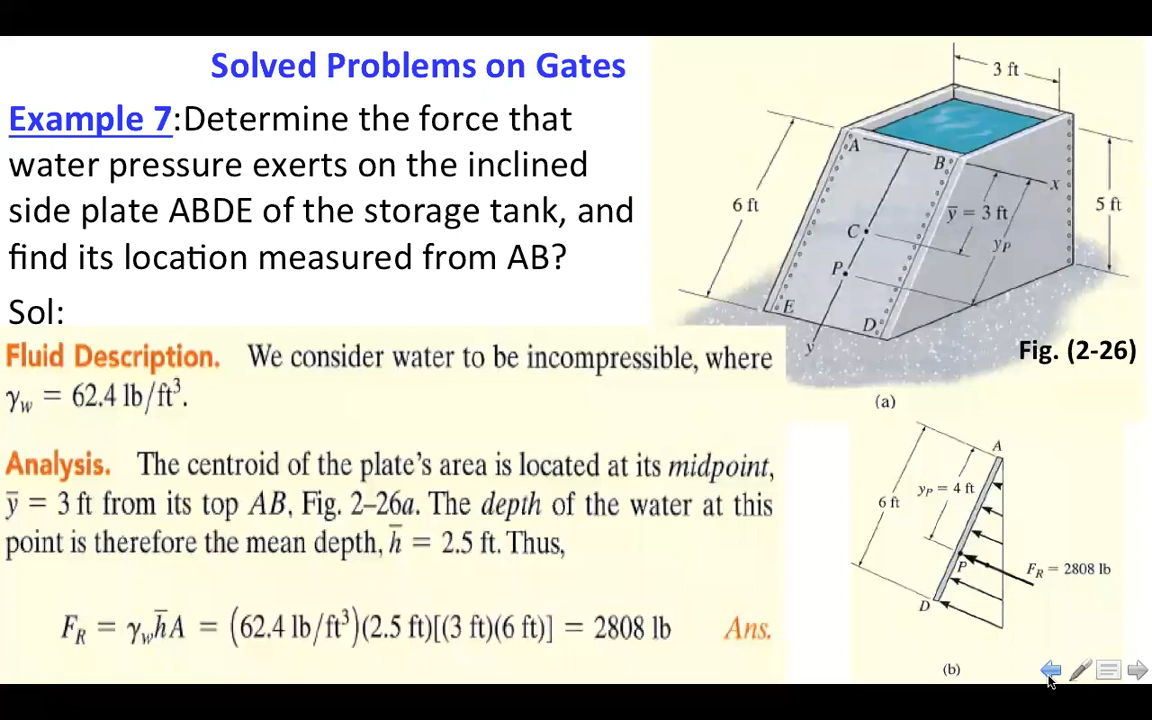 Solved Problems on Gates
Example 7:Determine the force that
water pressure exerts on the inclined
side plate ABDE of the storage tank, and
find its location measured from AB?
Sol:
Fluid Description. We consider water to be incompressible, where
γw = 62.4 lb/ft³.
Analysis. The centroid of the plate's area is located at its midpoint,
ȳ = 3 ft from its top AB, Fig. 2–26a. The depth of the water at this
point is therefore the mean depth, h̄ = 2.5 ft. Thus,
FR = γwh̄A = (62.4 lb/ft³)(2.5 ft)[(3 ft)(6 ft)] = 2808 lb Ans.
3 ft
A
B
x
6 ft
5 ft
ȳ = 3 ft
C
yP
P
E
D
y
Fig. (2-26)
(a)
A
yP = 4 ft
6 ft
P
FR = 2808 lb
D
(b)